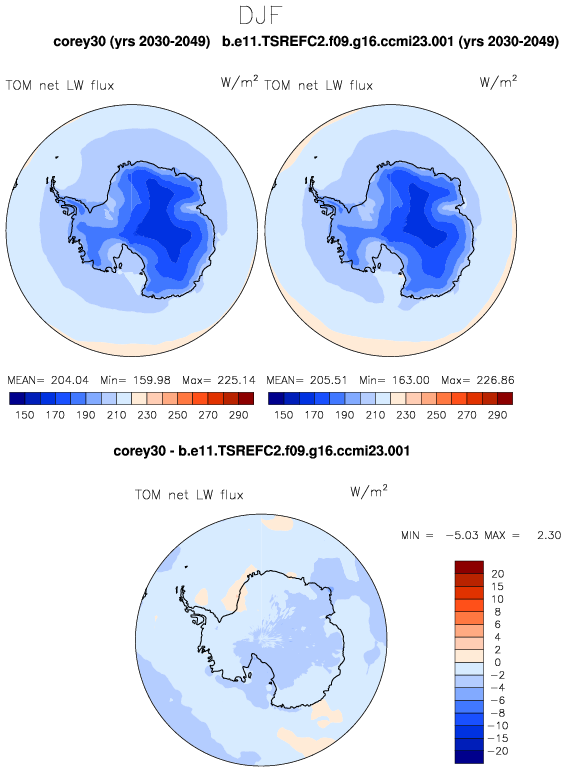 DJF
corey30 (yrs 2030-2049) b.e11.TSREFC2.f09.g16.ccmi23.001 (yrs 2030-2049)
TOM net LW flux W/m² TOM net LW flux W/m²
MEAN= 204.04 Min= 159.98 Max= 225.14 MEAN= 205.51 Min= 163.00 Max= 226.86
150 170 190 210 230 250 270 290 150 170 190 210 230 250 270 290
corey30 - b.e11.TSREFC2.f09.g16.ccmi23.001
TOM net LW flux W/m²
MIN = -5.03 MAX = 2.30
20
15
10
8
6
4
2
0
-2
-4
-6
-8
-10
-15
-20